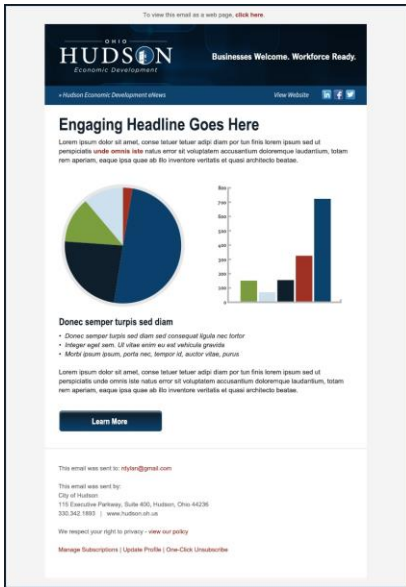 To view this email as a web page, click here.
OHIO
HUDSON
Economic Development
Businesses Welcome. Workforce Ready.
» Hudson Economic Development eNews
View Website
in f
Engaging Headline Goes Here
Lorem ipsum dolor sit amet, conse tetuer tetuer adipi diam por tun finis lorem ipsum sed ut
perspiciatis unde omnis iste natus error sit voluptatem accusantium doloremque laudantium, totam
rem aperiam, eaque ipsa quae ab illo inventore veritatis et quasi architecto beatae.
800
700
600
500
400
300
200
100
0
Donec semper turpis sed diam
• Donec semper turpis sed diam sed consequat ligula nec tortor
• Integer eget sem. Ut vitae enim eu est vehicula gravida
• Morbi ipsum ipsum, porta nec, tempor id, auctor vitae, purus
Lorem ipsum dolor sit amet, conse tetuer tetuer adipi diam por tun finis lorem ipsum sed ut
perspiciatis unde omnis iste natus error sit voluptatem accusantium doloremque laudantium, totam
rem aperiam, eaque ipsa quae ab illo inventore veritatis et quasi architecto beatae.
Learn More
This email was sent to: rdylan@gmail.com
This email was sent by:
City of Hudson
115 Executive Parkway, Suite 400, Hudson, Ohio 44236
330.342.1893 | www.hudson.oh.us
We respect your right to privacy - view our policy
Manage Subscriptions | Update Profile | One-Click Unsubscribe